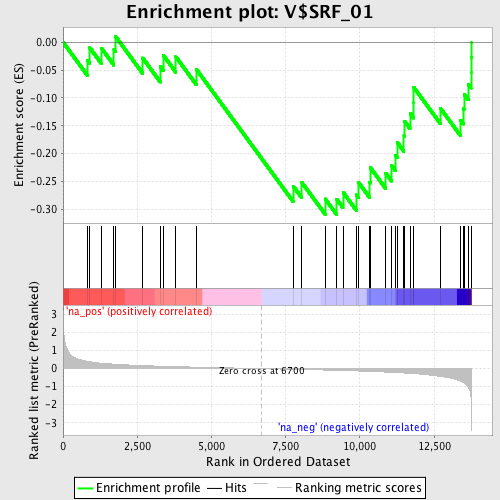 Enrichment plot: V$SRF_01
Enrichment score (ES)
0.00
-0.05
-0.10
-0.15
-0.20
-0.25
-0.30
'na_pos' (positively correlated)
Ranked list metric (PreRanked)
3
2
1
0
-1
-2
-3
Zero cross at 6700
'na_neg' (negatively correlated)
0
2,500
5,000
7,500
10,000
12,500
Rank in Ordered Dataset
Enrichment profile
Hits
Ranking metric scores